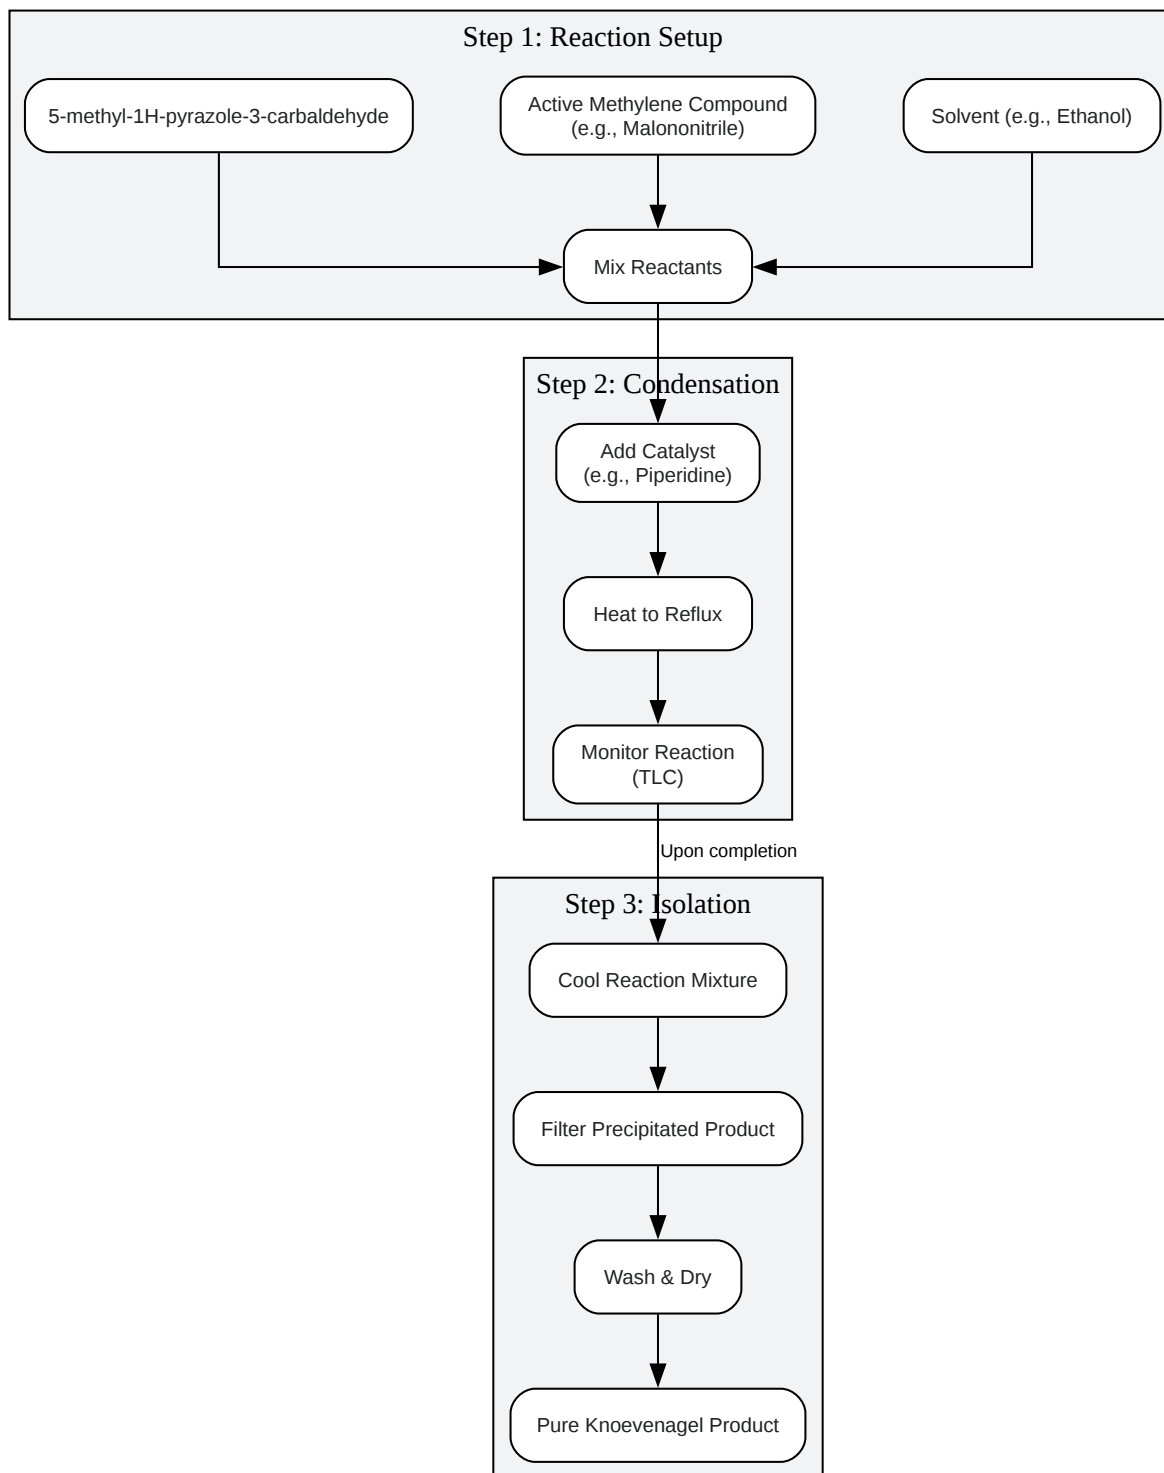 Step 1: Reaction Setup
5-methyl-1H-pyrazole-3-carbaldehyde
Active Methylene Compound
(e.g., Malononitrile)
Solvent (e.g., Ethanol)
Mix Reactants
Step 2: Condensation
Add Catalyst
(e.g., Piperidine)
Heat to Reflux
Monitor Reaction
(TLC)
Upon completion
Step 3: Isolation
Cool Reaction Mixture
Filter Precipitated Product
Wash & Dry
Pure Knoevenagel Product